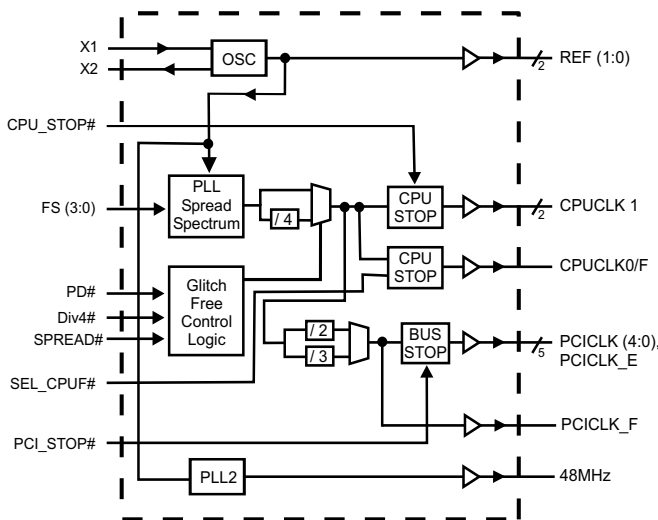 X1
X2
OSC
REF (1:0)
2
CPU_STOP#
FS (3:0)
PLL
Spread
Spectrum
/ 4
CPU
STOP
2
CPUCLK 1
CPU
STOP
CPUCLK0/F
PD#
Div4#
SPREAD#
Glitch
Free
Control
Logic
/ 2
/ 3
BUS
STOP
5
PCICLK (4:0),
PCICLK_E
SEL_CPUF#
PCI_STOP#
PCICLK_F
PLL2
48MHz